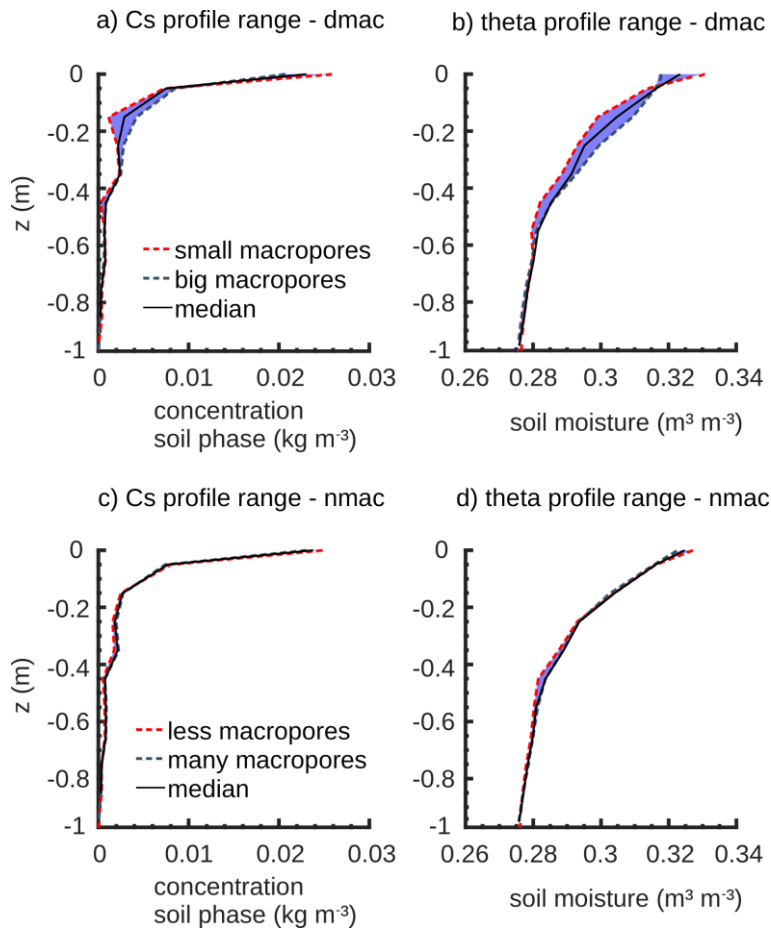 a) Cs profile range - dmac
b) theta profile range - dmac
0
-0.2
-0.4
-0.6
-0.8
-1
z (m)
small macropores
big macropores
median
0 0.01 0.02 0.03
concentration
soil phase (kg m⁻³)
0
-0.2
-0.4
-0.6
-0.8
-1
0.26 0.28 0.3 0.32 0.34
soil moisture (m³ m⁻³)
c) Cs profile range - nmac
d) theta profile range - nmac
0
-0.2
-0.4
-0.6
-0.8
-1
z (m)
less macropores
many macropores
median
0 0.01 0.02 0.03
concentration
soil phase (kg m⁻³)
0
-0.2
-0.4
-0.6
-0.8
-1
0.26 0.28 0.3 0.32 0.34
soil moisture (m³ m⁻³)